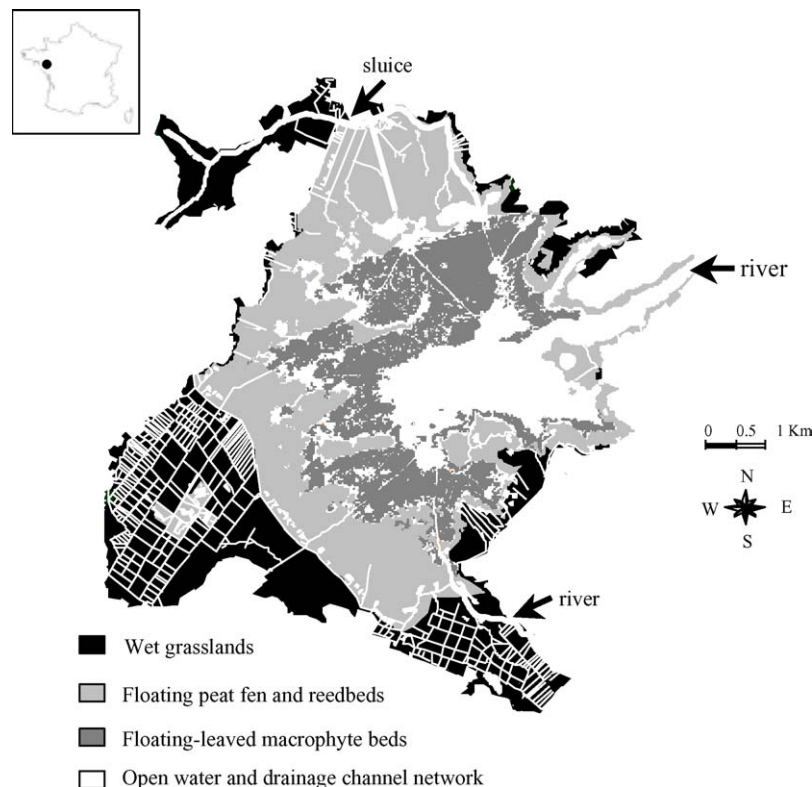 sluice
river
0 0.5 1 Km
N
W E
S
river
Wet grasslands
Floating peat fen and reedbeds
Floating-leaved macrophyte beds
Open water and drainage channel network